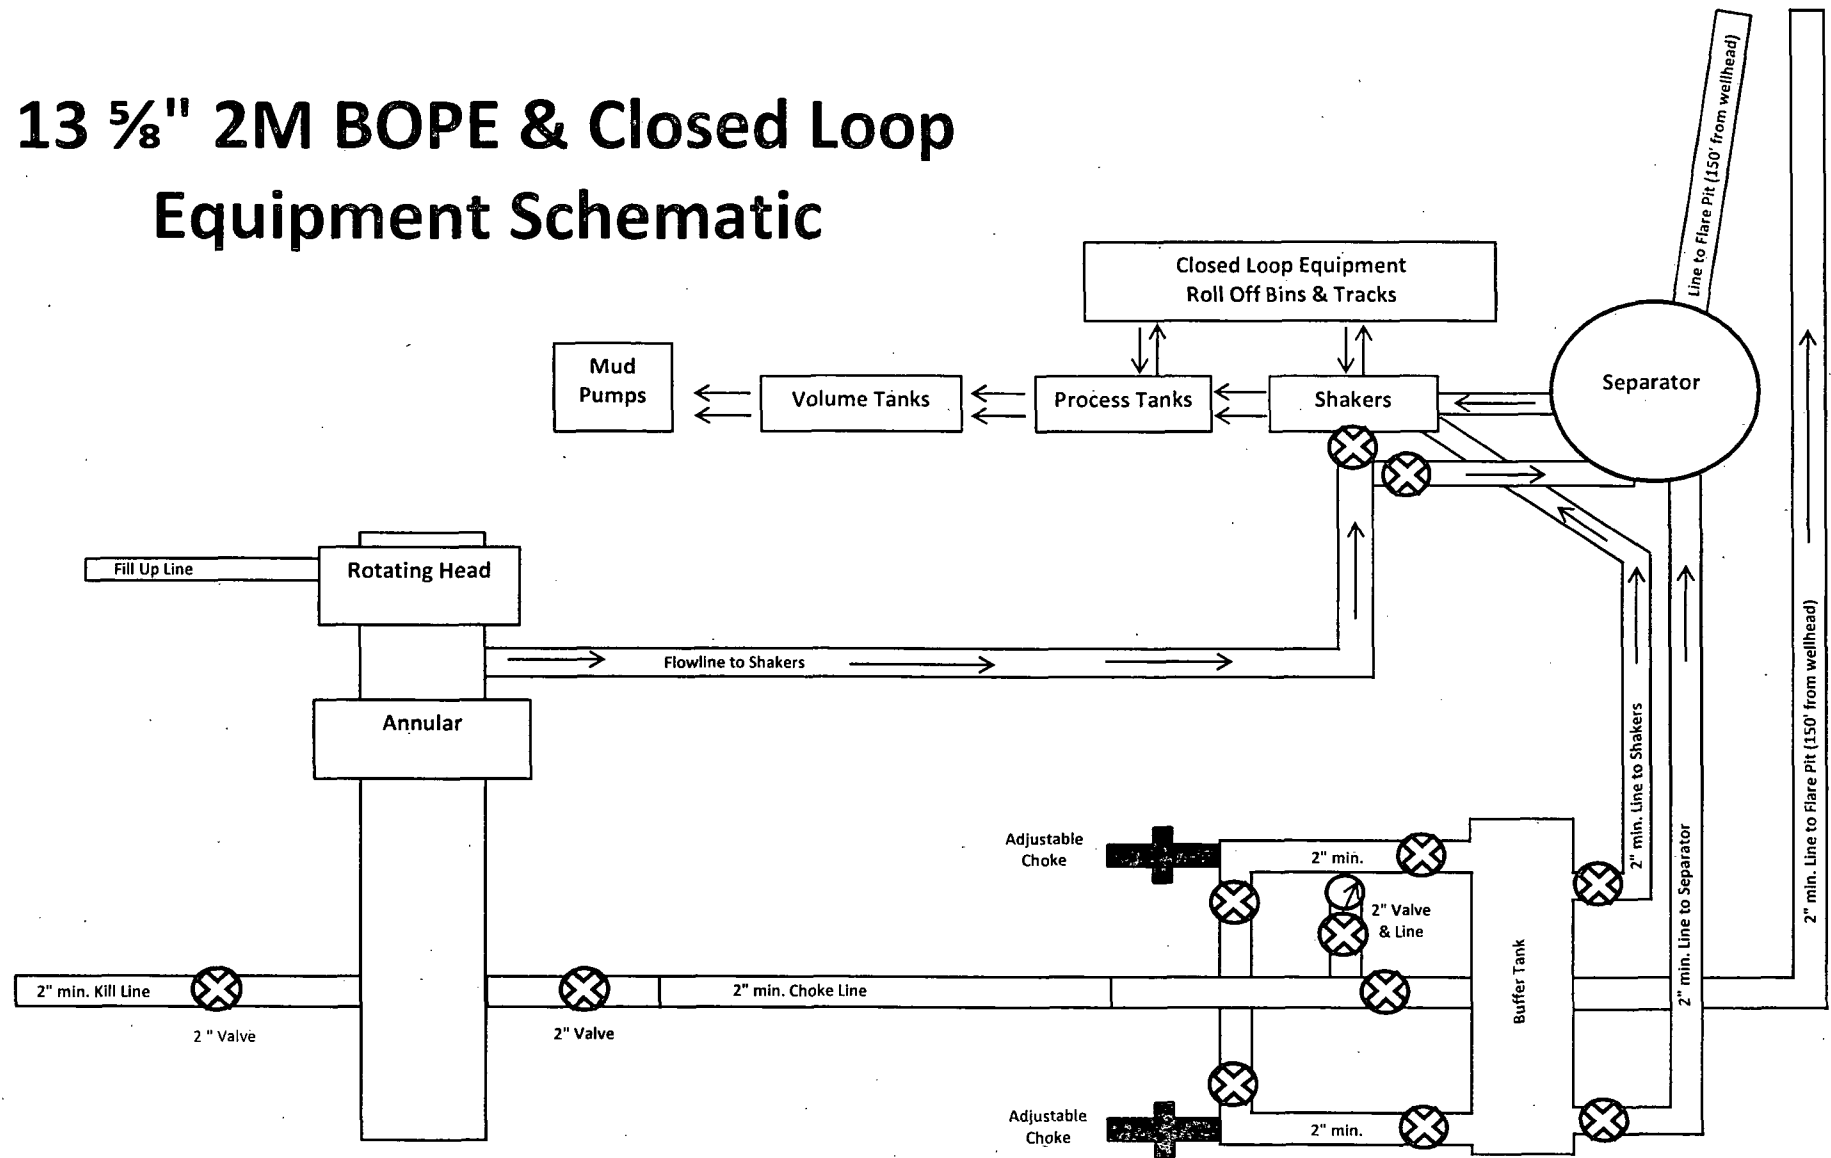 13 ⅝" 2M BOPE & Closed Loop
Equipment Schematic
Line to Flare Pit (150' from wellhead)
Closed Loop Equipment
Roll Off Bins & Tracks
Mud
Pumps
Volume Tanks
Process Tanks
Shakers
Separator
Fill Up Line
Rotating Head
Flowline to Shakers
Annular
2" min. Line to Shakers
2" min. Line to Separator
2" min. Line to Flare Pit (150' from wellhead)
Adjustable
Choke
2" min.
2" Valve
& Line
Buffer Tank
2" min. Kill Line
2" min. Choke Line
2 " Valve
2" Valve
Adjustable
Choke
2" min.